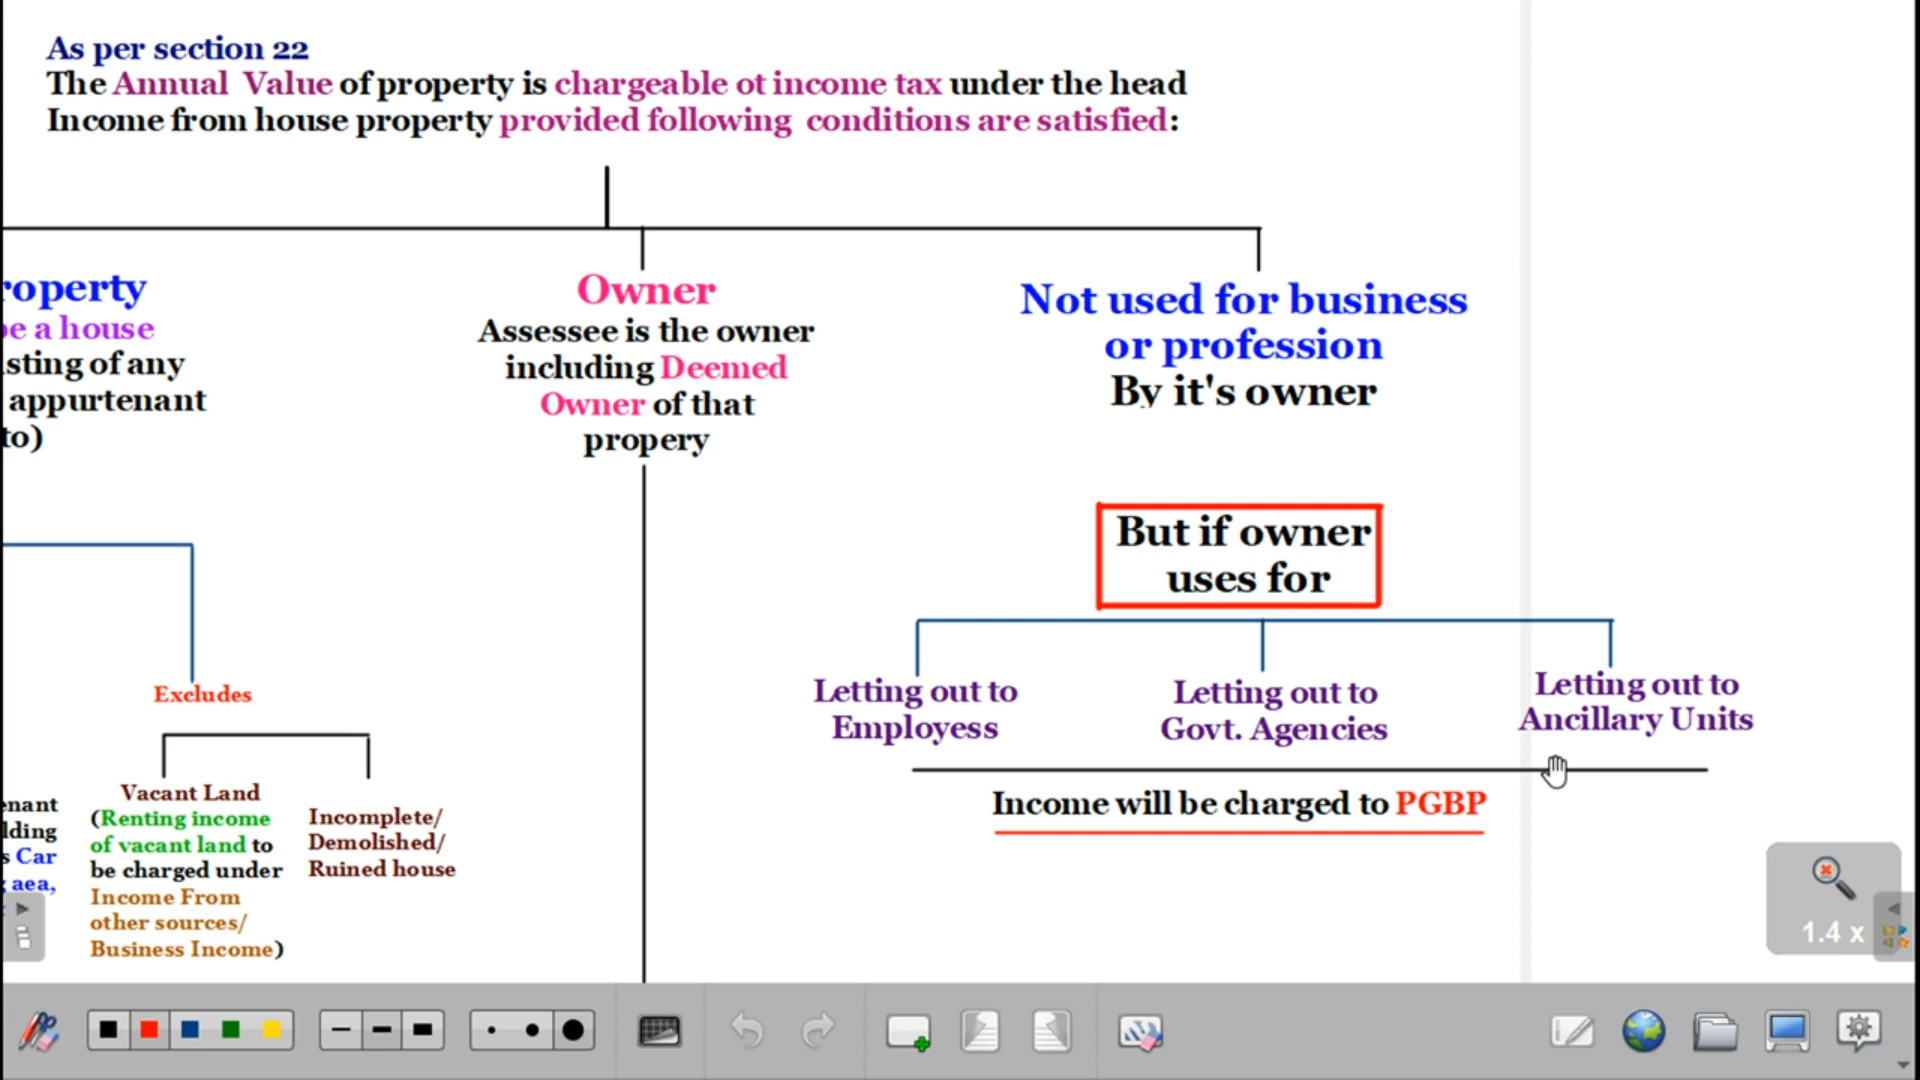 As per section 22
The Annual Value of property is chargeable ot income tax under the head
Income from house property provided following conditions are satisfied:
roperty
be a house
sting of any
appurtenant
to)
Owner
Assessee is the owner
including Deemed
Owner of that
propery
Not used for business
or profession
By it's owner
But if owner
uses for
Letting out to
Employess
Letting out to
Govt. Agencies
Letting out to
Ancillary Units
Income will be charged to PGBP
Excludes
enant
lding
s Car
aea,
Vacant Land
(Renting income
of vacant land to
be charged under
Income From
other sources/
Business Income)
Incomplete/
Demolished/
Ruined house
1.4 x